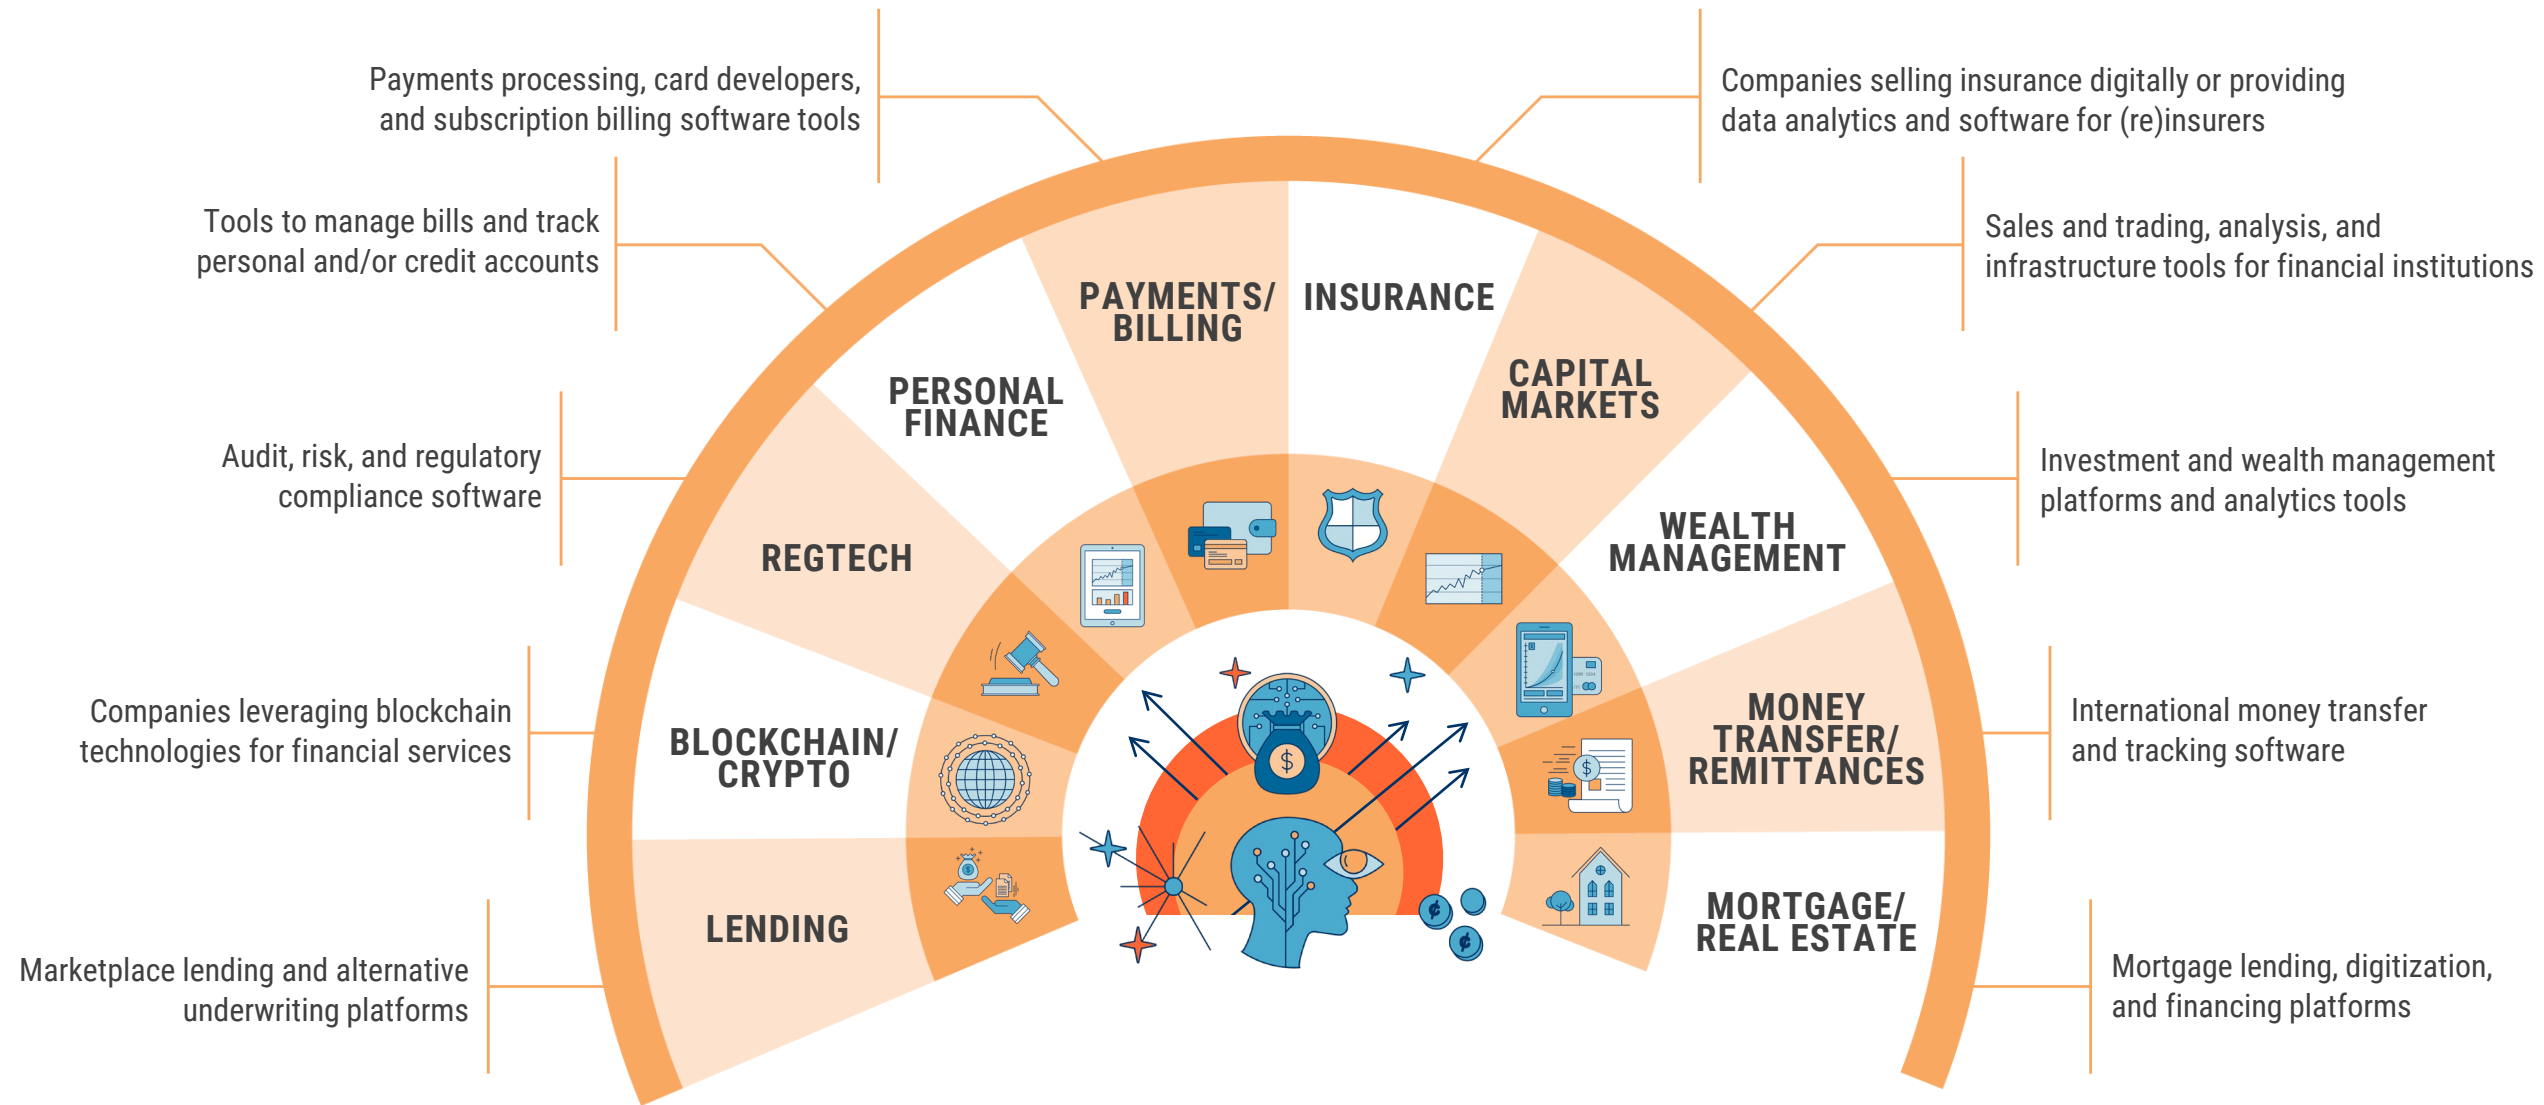 Payments processing, card developers,
and subscription billing software tools
Companies selling insurance digitally or providing
data analytics and software for (re)insurers
Tools to manage bills and track
personal and/or credit accounts
Sales and trading, analysis, and
infrastructure tools for financial institutions
Audit, risk, and regulatory
compliance software
Investment and wealth management
platforms and analytics tools
Companies leveraging blockchain
technologies for financial services
International money transfer
and tracking software
Marketplace lending and alternative
underwriting platforms
Mortgage lending, digitization,
and financing platforms
LENDING
BLOCKCHAIN/
CRYPTO
REGTECH
PERSONAL
FINANCE
PAYMENTS/
BILLING
INSURANCE
CAPITAL
MARKETS
WEALTH
MANAGEMENT
MONEY
TRANSFER/
REMITTANCES
MORTGAGE/
REAL ESTATE
$
$
$
¢
¢